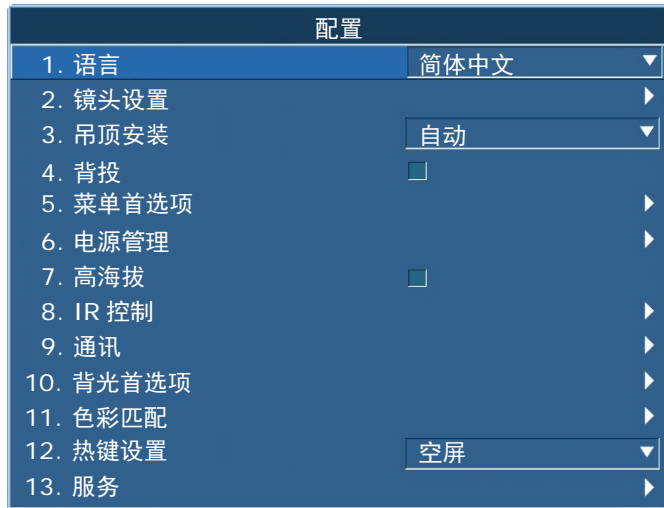 配置
1. 语言 简体中文
2. 镜头设置
3. 吊顶安装 自动
4. 背投
5. 菜单首选项
6. 电源管理
7. 高海拔
8. IR 控制
9. 通讯
10. 背光首选项
11. 色彩匹配
12. 热键设置 空屏
13. 服务